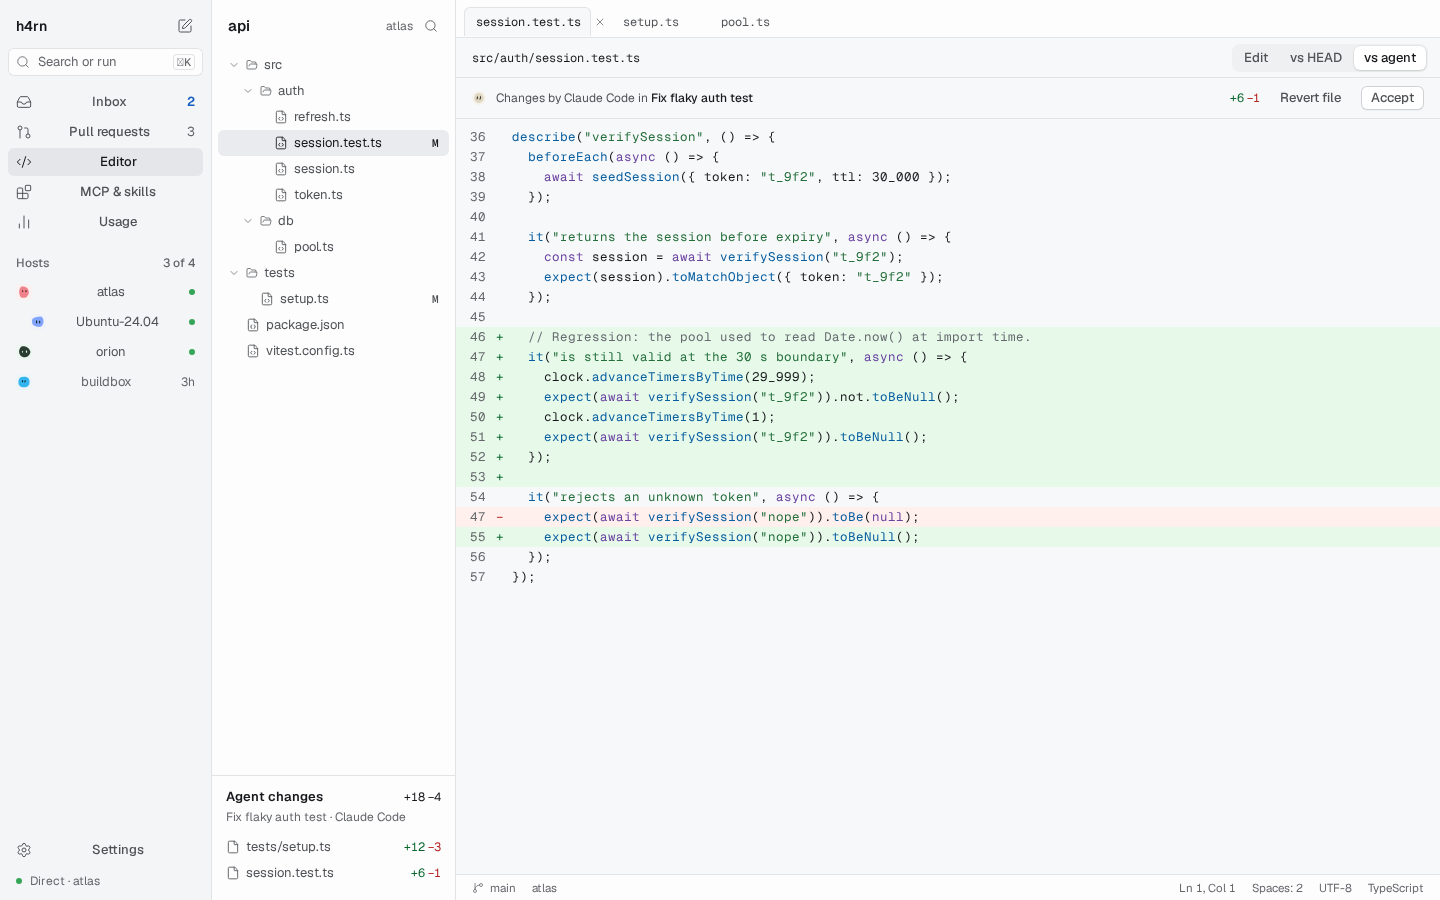 h4rn
Search or run
K
Inbox 2
Pull requests 3
Editor
MCP & skills
Usage
Hosts 3 of 4
atlas
Ubuntu-24.04
orion
buildbox 3h
Settings
Direct · atlas
api atlas
src
auth
refresh.ts
session.test.ts M
session.ts
token.ts
db
pool.ts
tests
setup.ts M
package.json
vitest.config.ts
Agent changes +18 −4
Fix flaky auth test · Claude Code
tests/setup.ts +12 −3
session.test.ts +6 −1
session.test.ts × setup.ts pool.ts
src/auth/session.test.ts Edit vs HEAD vs agent
Changes by Claude Code in Fix flaky auth test +6 −1 Revert file Accept
36 describe("verifySession", () => {
37 beforeEach(async () => {
38 await seedSession({ token: "t_9f2", ttl: 30_000 });
39 });
40
41 it("returns the session before expiry", async () => {
42 const session = await verifySession("t_9f2");
43 expect(session).toMatchObject({ token: "t_9f2" });
44 });
45
46 + // Regression: the pool used to read Date.now() at import time.
47 + it("is still valid at the 30 s boundary", async () => {
48 + clock.advanceTimersByTime(29_999);
49 + expect(await verifySession("t_9f2")).not.toBeNull();
50 + clock.advanceTimersByTime(1);
51 + expect(await verifySession("t_9f2")).toBeNull();
52 + });
53 +
54 it("rejects an unknown token", async () => {
47 − expect(await verifySession("nope")).toBe(null);
55 + expect(await verifySession("nope")).toBeNull();
56 });
57 });
main atlas Ln 1, Col 1 Spaces: 2 UTF-8 TypeScript